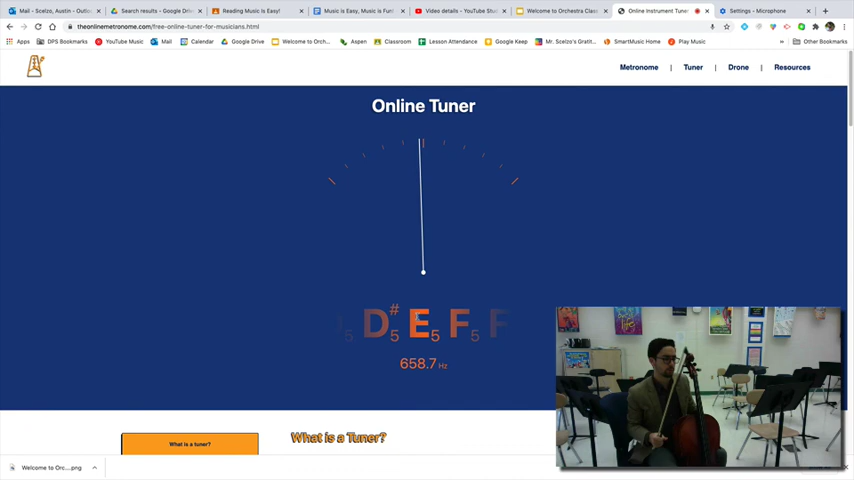 Mail - Scelzo, Austin - Outlo
Search results - Google Driv
Reading Music is Easy!
Music is Easy, Music is Fun!
Video details - YouTube Stud
Welcome to Orchestra Class
Online Instrument Tuner
Settings - Microphone
theonlinemetronome.com/free-online-tuner-for-musicians.html
Apps
DPS Bookmarks
YouTube Music
Mail
Calendar
Google Drive
Welcome to Orch...
Aspen
Classroom
Lesson Attendance
Google Keep
Mr. Scelzo's Gratit...
SmartMusic Home
Play Music
»
Other Bookmarks
Metronome | Tuner | Drone | Resources
Online Tuner
5 D#5 E5 F5 F
658.7 Hz
What is a tuner?
What is a Tuner?
Welcome to Orc....png